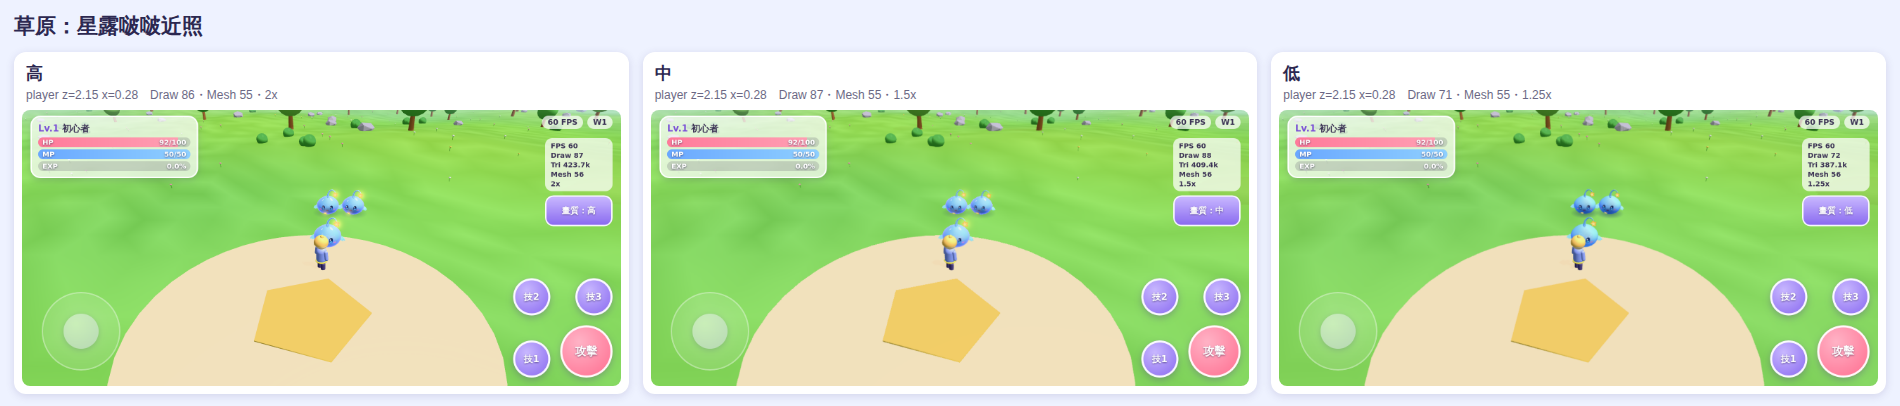 草原：星露啵啵近照
高
player z=2.15 x=0.28 Draw 86・Mesh 55・2x
Lv.1 初心者
HP 92/100
MP 50/50
EXP 0.0%
60 FPS W1
FPS 60
Draw 87
Tri 423.7k
Mesh 56
2x
畫質：高
技2 技3
技1 攻擊
中
player z=2.15 x=0.28 Draw 87・Mesh 55・1.5x
Lv.1 初心者
HP 92/100
MP 50/50
EXP 0.0%
60 FPS W1
FPS 60
Draw 88
Tri 409.4k
Mesh 56
1.5x
畫質：中
技2 技3
技1 攻擊
低
player z=2.15 x=0.28 Draw 71・Mesh 55・1.25x
Lv.1 初心者
HP 92/100
MP 50/50
EXP 0.0%
60 FPS W1
FPS 60
Draw 72
Tri 387.1k
Mesh 56
1.25x
畫質：低
技2 技3
技1 攻擊